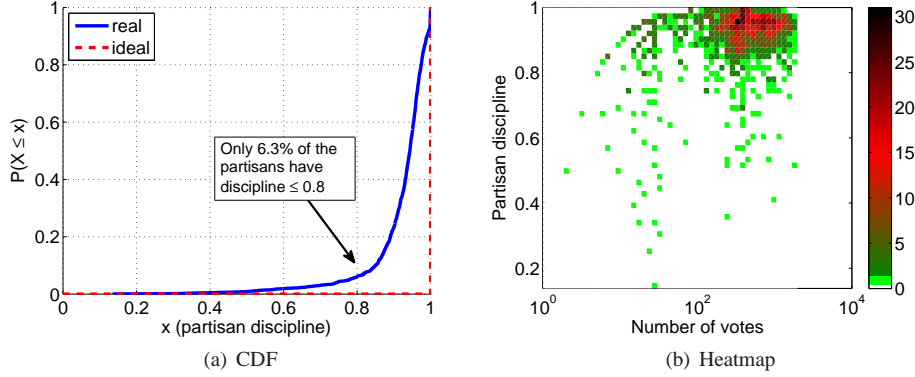 real
ideal
P(X ≤ x)
1
0.8
0.6
0.4
0.2
0
Only 6.3% of the
partisans have
discipline ≤ 0.8
0 0.2 0.4 0.6 0.8 1
x (partisan discipline)
(a) CDF
Partisan discipline
1
0.8
0.6
0.4
0.2
10^0 10^2 10^4
Number of votes
30
25
20
15
10
5
0
(b) Heatmap